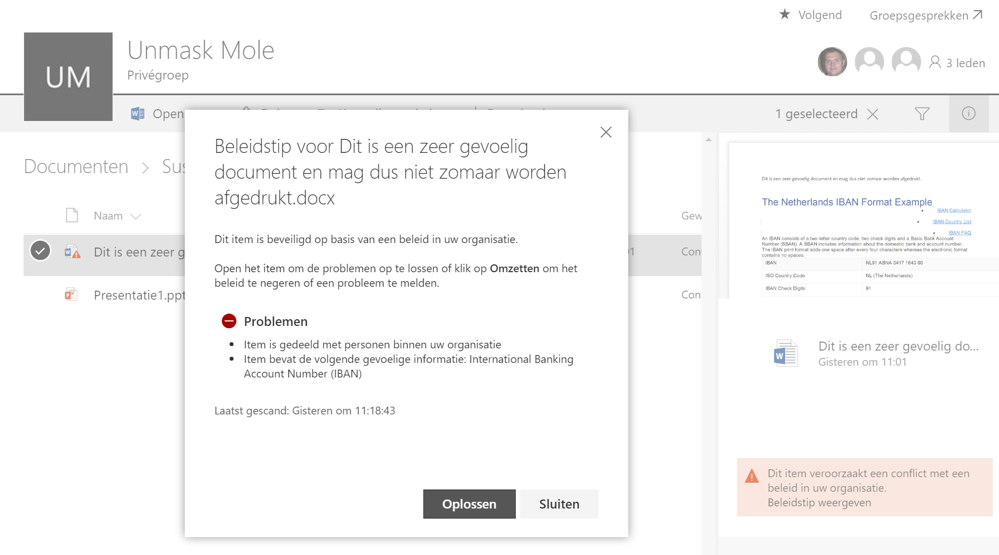 Volgend
Groepsgesprekken
UM
Unmask Mole
Privégroep
3 leden
Open
1 geselecteerd
Documenten
Naam
Dit is een zeer g
Presentatie1.ppt
Beleidstip voor Dit is een zeer gevoelig
document en mag dus niet zomaar worden
afgedrukt.docx
Dit item is beveiligd op basis van een beleid in uw organisatie.
Open het item om de problemen op te lossen of klik op Omzetten om het
beleid te negeren of een probleem te melden.
Problemen
Item is gedeeld met personen binnen uw organisatie
Item bevat de volgende gevoelige informatie: International Banking
Account Number (IBAN)
Laatst gescand: Gisteren om 11:18:43
Oplossen
Sluiten
Dit is een zeer gevoelig document en mag dus niet zomaar worden afgedrukt.
The Netherlands IBAN Format Example
IBAN Calculator
IBAN Country List
IBAN FAQ
An IBAN consists of a two-letter country code, two check digits and a Basic Bank Account
Number (BBAN). A BBAN includes information about the domestic bank and account number.
The IBAN print format adds one space after every four characters whereas the electronic format
contains no spaces.
IBAN NL91 ABNA 0417 1643 00
ISO Country Code NL (The Netherlands)
IBAN Check Digits 91
Dit is een zeer gevoelig do...
Gisteren om 11:01
Dit item veroorzaakt een conflict met een
beleid in uw organisatie.
Beleidstip weergeven